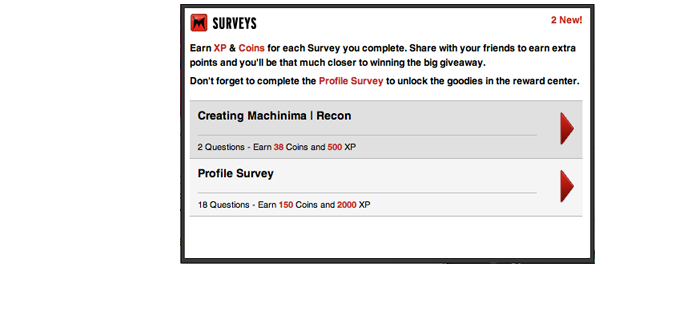 SURVEYS
2 New!
Earn XP & Coins for each Survey you complete. Share with your friends to earn extra
points and you'll be that much closer to winning the big giveaway.
Don't forget to complete the Profile Survey to unlock the goodies in the reward center.
Creating Machinima | Recon
2 Questions - Earn 38 Coins and 500 XP
Profile Survey
18 Questions - Earn 150 Coins and 2000 XP